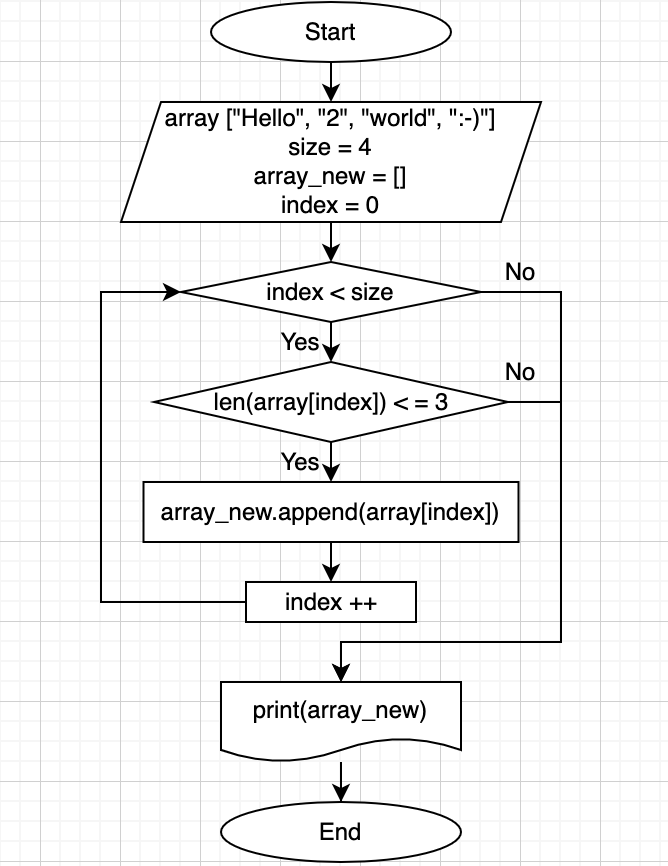 Start
array ["Hello", "2", "world", ":-)"]
size = 4
array_new = []
index = 0
index < size
No
Yes
len(array[index]) < = 3
No
Yes
array_new.append(array[index])
index ++
print(array_new)
End